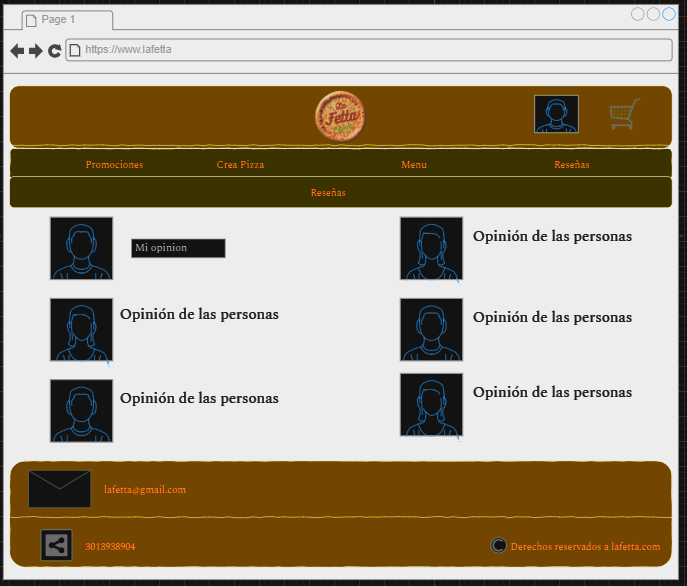 Page 1
https://www.lafetta
La
Fetta
Promociones Crea Pizza Menu Reseñas
Reseñas
Mi opinion
Opinión de las personas
Opinión de las personas
Opinión de las personas
Opinión de las personas
Opinión de las personas
lafetta@gmail.com
3013938904
C Derechos reservados a lafetta.com